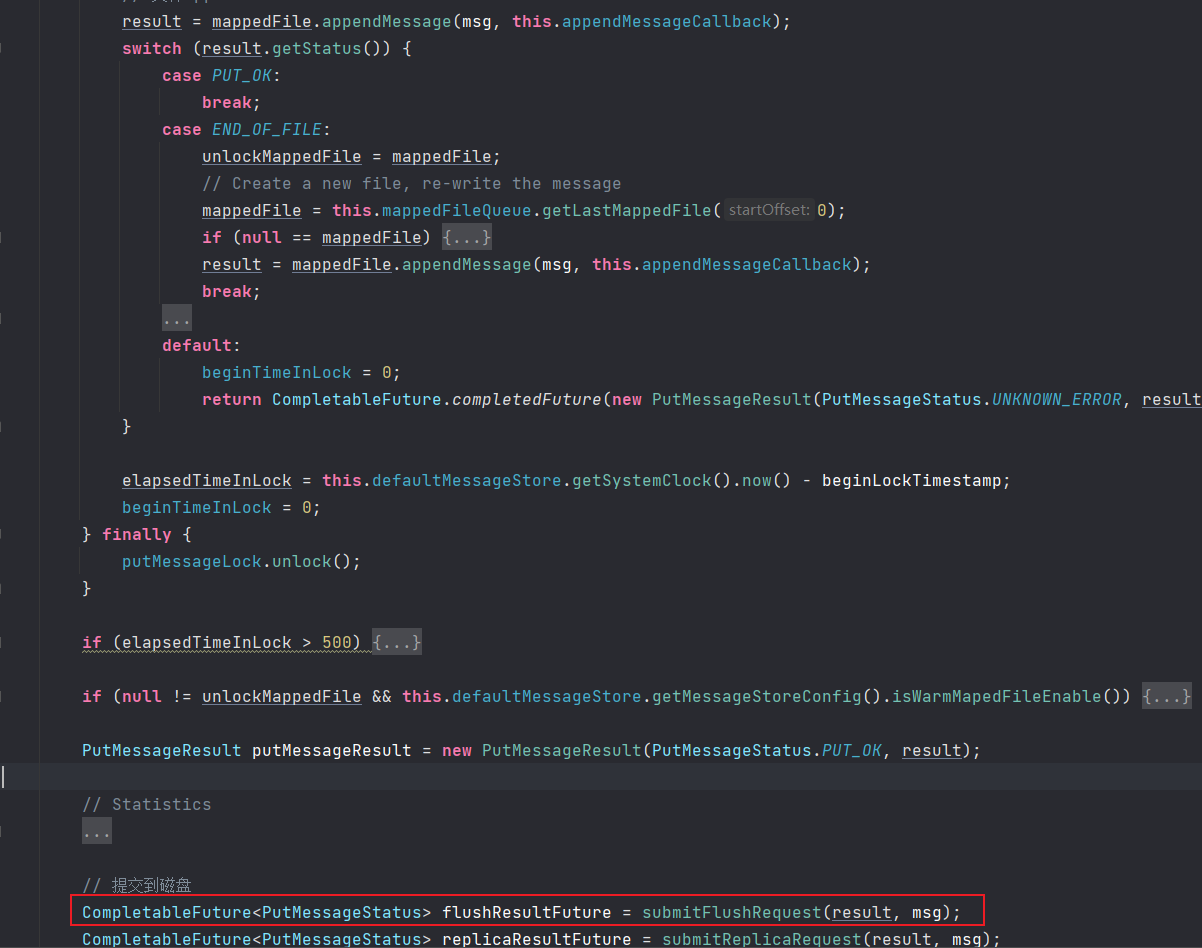 result = mappedFile.appendMessage(msg, this.appendMessageCallback);
switch (result.getStatus()) {
case PUT_OK:
break;
case END_OF_FILE:
unlockMappedFile = mappedFile;
// Create a new file, re-write the message
mappedFile = this.mappedFileQueue.getLastMappedFile( startOffset: 0);
if (null == mappedFile) {...}
result = mappedFile.appendMessage(msg, this.appendMessageCallback);
break;
...
default:
beginTimeInLock = 0;
return CompletableFuture.completedFuture(new PutMessageResult(PutMessageStatus.UNKNOWN_ERROR, result
}
elapsedTimeInLock = this.defaultMessageStore.getSystemClock().now() - beginLockTimestamp;
beginTimeInLock = 0;
} finally {
putMessageLock.unlock();
}
if (elapsedTimeInLock > 500) {...}
if (null != unlockMappedFile && this.defaultMessageStore.getMessageStoreConfig().isWarmMapedFileEnable()) {...}
PutMessageResult putMessageResult = new PutMessageResult(PutMessageStatus.PUT_OK, result);
// Statistics
...
// 提交到磁盘
CompletableFuture<PutMessageStatus> flushResultFuture = submitFlushRequest(result, msg);
CompletableFuture<PutMessageStatus> replicaResultFuture = submitReplicaRequest(result, msg);